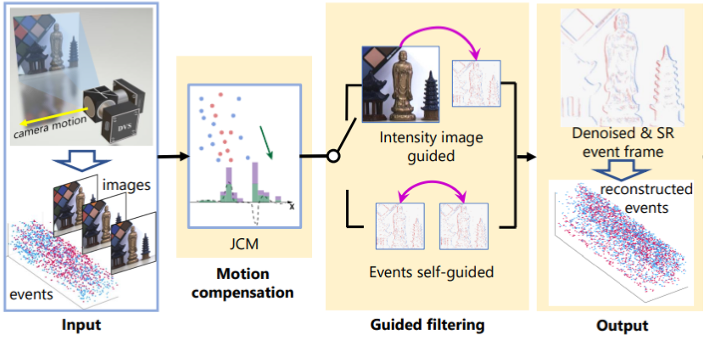 DVS
camera motion
images
events
Input
x
JCM
Motion
compensation
Intensity image
guided
Events self-guided
Guided filtering
Denoised & SR
event frame
reconstructed
events
Output